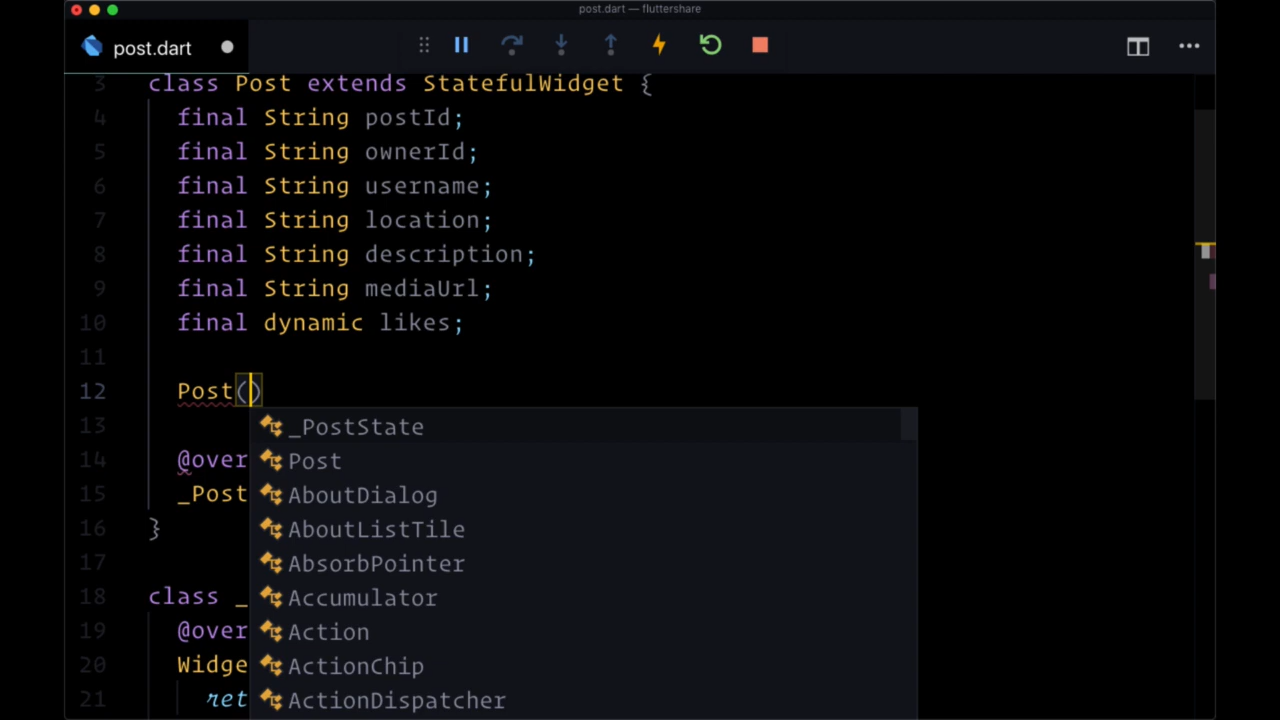 post.dart — fluttershare
post.dart
3 class Post extends StatefulWidget {
4 final String postId;
5 final String ownerId;
6 final String username;
7 final String location;
8 final String description;
9 final String mediaUrl;
10 final dynamic likes;
11
12 Post()
_PostState
13
Post
14 @over
AboutDialog
15 _Post
AboutListTile
16 }
AbsorbPointer
17
Accumulator
18 class _
Action
19 @over
ActionChip
20 Widge
ActionDispatcher
21 ret